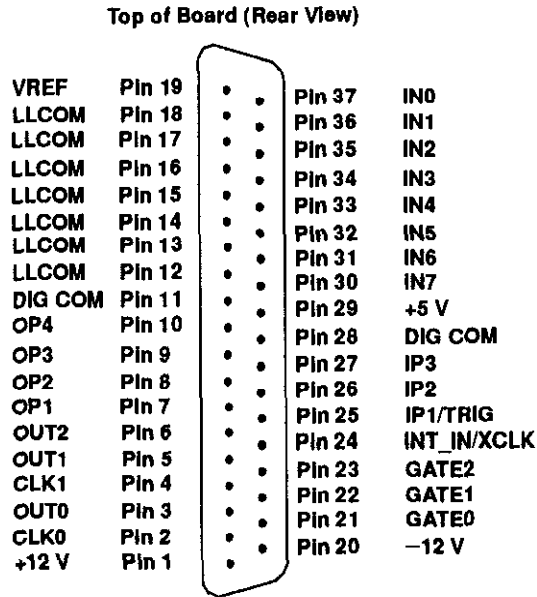 Top of Board (Rear View)
VREF Pin 19
LLCOM Pin 18
LLCOM Pin 17
LLCOM Pin 16
LLCOM Pin 15
LLCOM Pin 14
LLCOM Pin 13
LLCOM Pin 12
DIG COM Pin 11
OP4 Pin 10
OP3 Pin 9
OP2 Pin 8
OP1 Pin 7
OUT2 Pin 6
OUT1 Pin 5
CLK1 Pin 4
OUT0 Pin 3
CLK0 Pin 2
+12 V Pin 1
Pin 37 IN0
Pin 36 IN1
Pin 35 IN2
Pin 34 IN3
Pin 33 IN4
Pin 32 IN5
Pin 31 IN6
Pin 30 IN7
Pin 29 +5 V
Pin 28 DIG COM
Pin 27 IP3
Pin 26 IP2
Pin 25 IP1/TRIG
Pin 24 INT_IN/XCLK
Pin 23 GATE2
Pin 22 GATE1
Pin 21 GATE0
Pin 20 −12 V